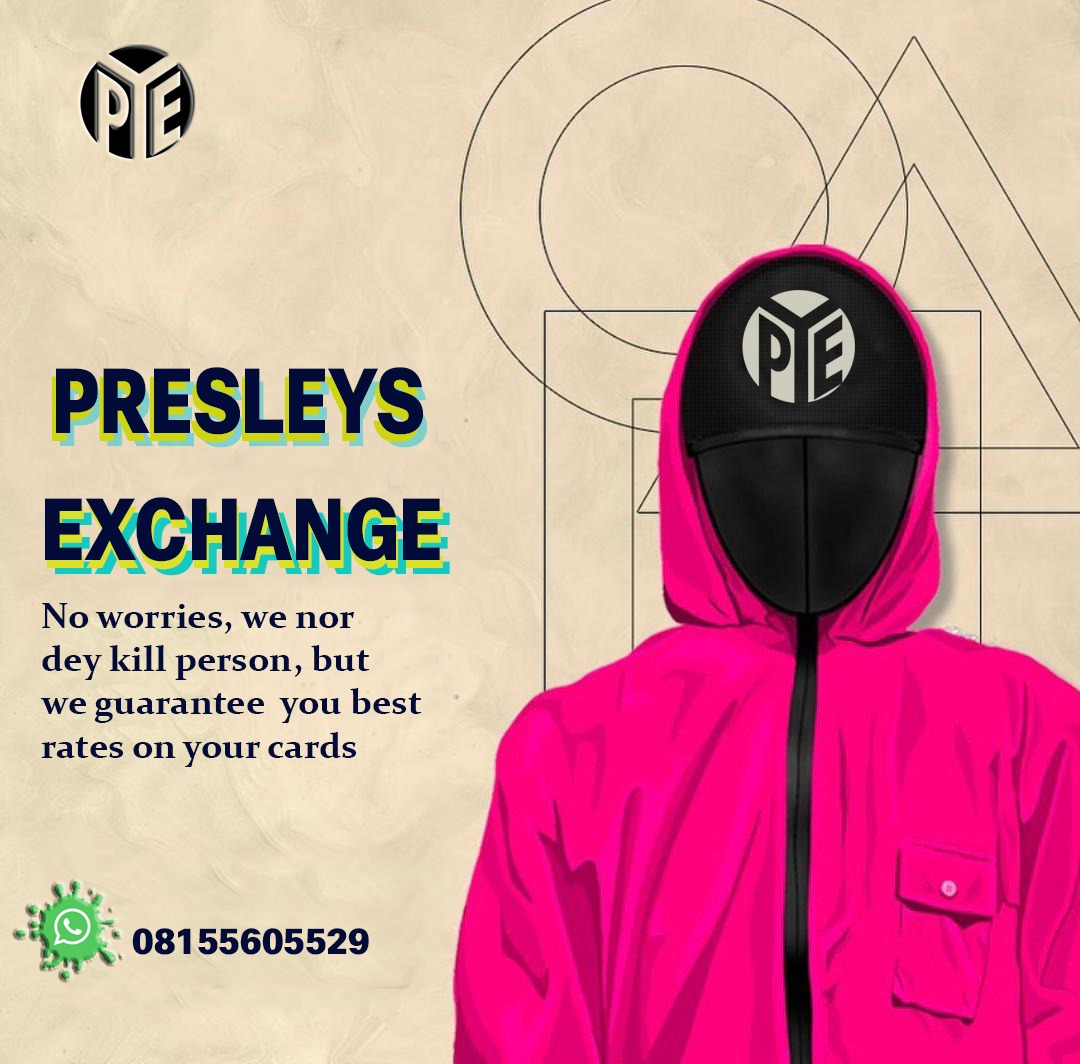 PYE
PRESLEYS
EXCHANGE
No worries, we nor
dey kill person, but
we guarantee you best
rates on your cards
08155605529
PYE